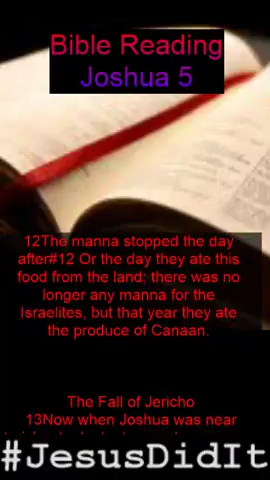 Bible Reading
Joshua 5
12The manna stopped the day
after#12 Or the day they ate this
food from the land; there was no
longer any manna for the
Israelites, but that year they ate
the produce of Canaan.
The Fall of Jericho
13Now when Joshua was near
#JesusDidIt